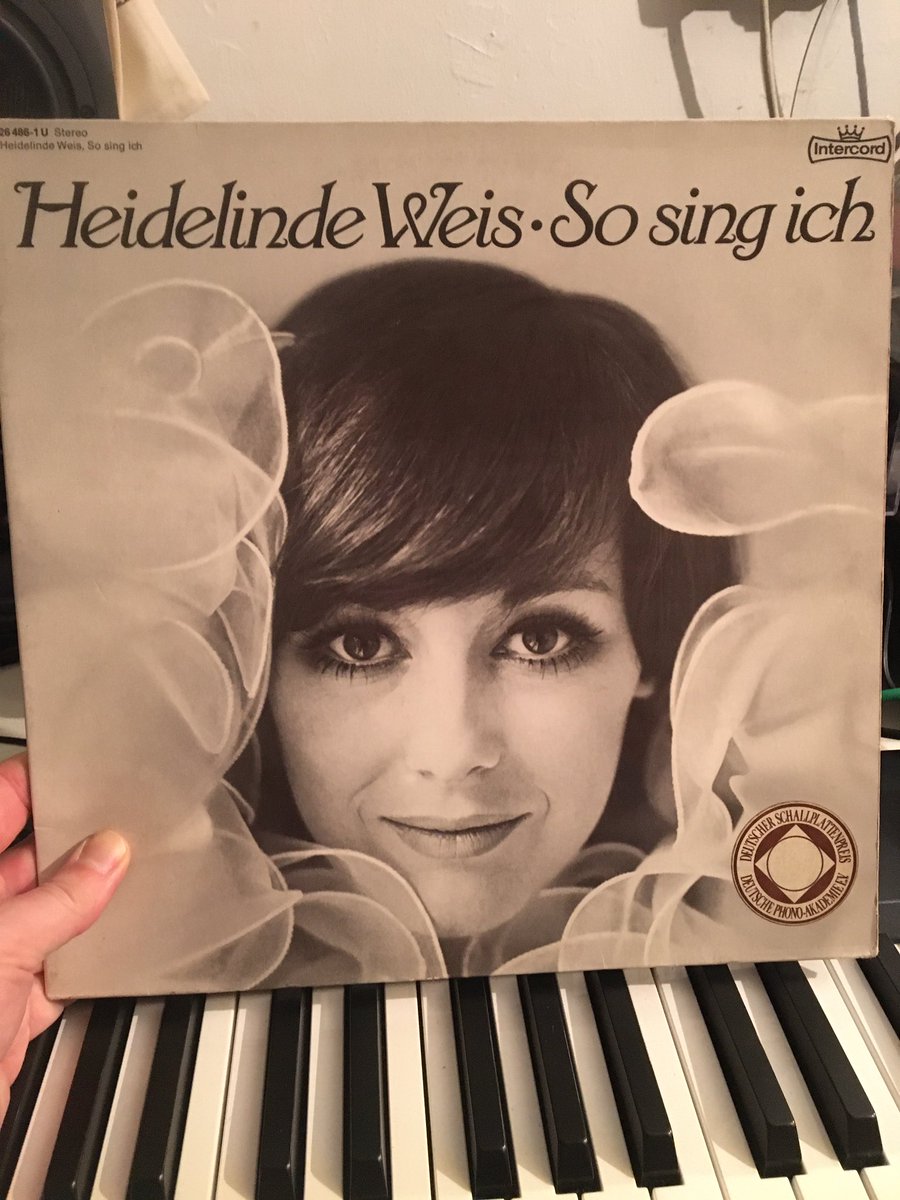 26 486-1 U Stereo
Heidelinde Weis, So sing ich
Intercord
Heidelinde Weis · So sing ich
DEUTSCHER SCHALLPLATTENPREIS
DEUTSCHE PHONO-AKADEMIE E.V.